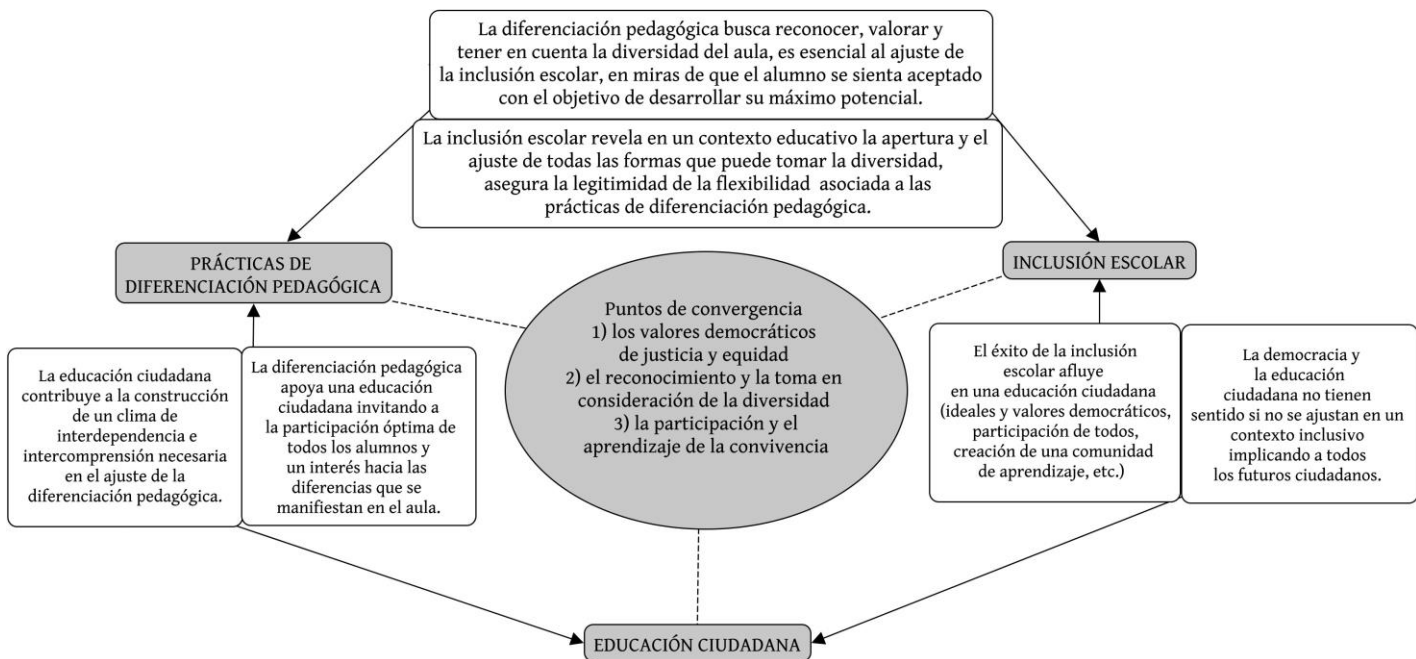 La diferenciación pedagógica busca reconocer, valorar y
tener en cuenta la diversidad del aula, es esencial al ajuste de
la inclusión escolar, en miras de que el alumno se sienta aceptado
con el objetivo de desarrollar su máximo potencial.
La inclusión escolar revela en un contexto educativo la apertura y el
ajuste de todas las formas que puede tomar la diversidad,
asegura la legitimidad de la flexibilidad asociada a las
prácticas de diferenciación pedagógica.
PRÁCTICAS DE
DIFERENCIACIÓN PEDAGÓGICA
INCLUSIÓN ESCOLAR
Puntos de convergencia
1) los valores democráticos
de justicia y equidad
2) el reconocimiento y la toma en
consideración de la diversidad
3) la participación y el
aprendizaje de la convivencia
La educación ciudadana
contribuye a la construcción
de un clima de
interdependencia e
intercomprensión necesaria
en el ajuste de la
diferenciación pedagógica.
La diferenciación pedagógica
apoya una educación
ciudadana invitando a
la participación óptima de
todos los alumnos y
un interés hacia las
diferencias que se
manifiestan en el aula.
El éxito de la inclusión
escolar afluye
en una educación ciudadana
(ideales y valores democráticos,
participación de todos,
creación de una comunidad
de aprendizaje, etc.)
La democracia y
la educación
ciudadana no tienen
sentido si no se ajustan en un
contexto inclusivo
implicando a todos
los futuros ciudadanos.
EDUCACIÓN CIUDADANA